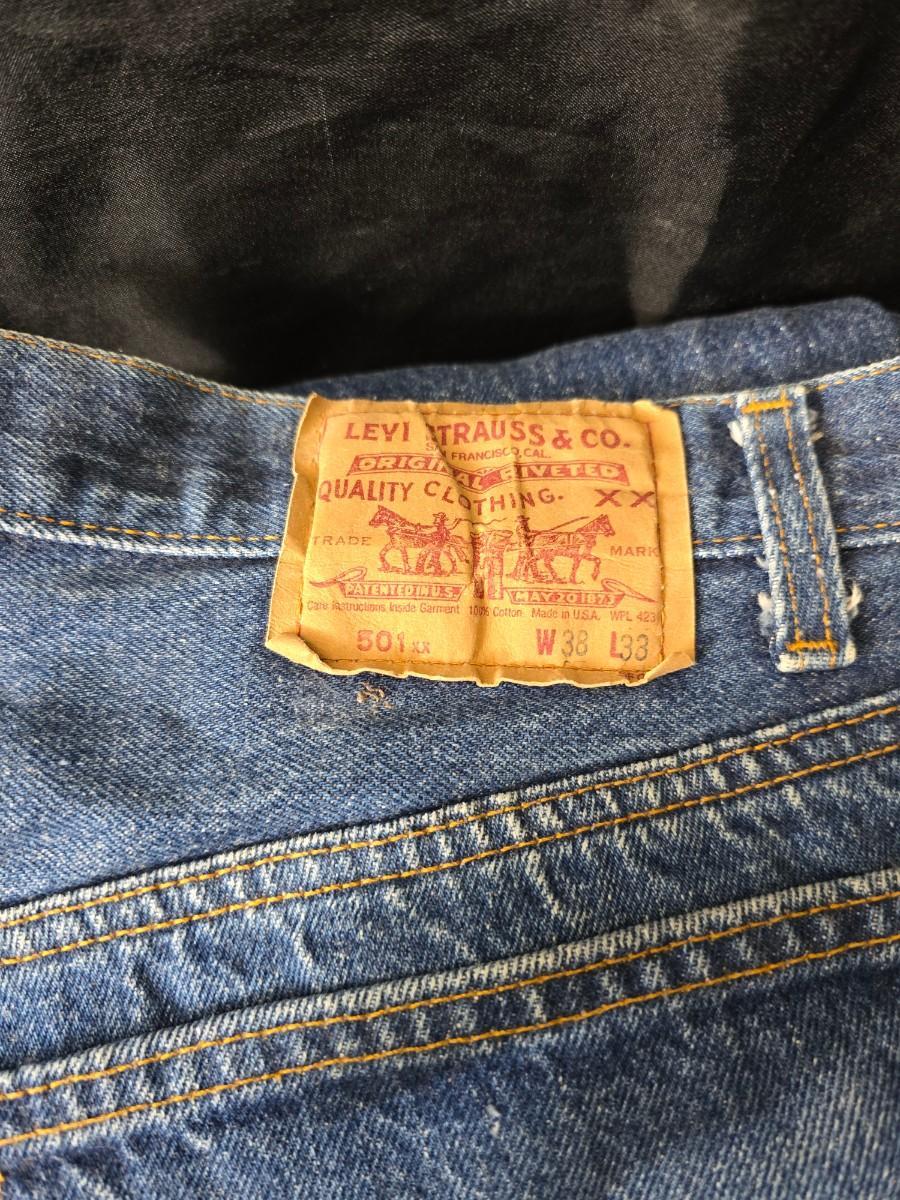 LEVI STRAUSS & CO.
SAN FRANCISCO, CAL.
ORIGINAL RIVETED
QUALITY CLOTHING. XX
TRADE MARK
PATENTED IN U.S. MAY 20 1873
Care Instructions Inside Garment 100% Cotton Made in U.S.A. WPL 423
501 XX W 38 L 33